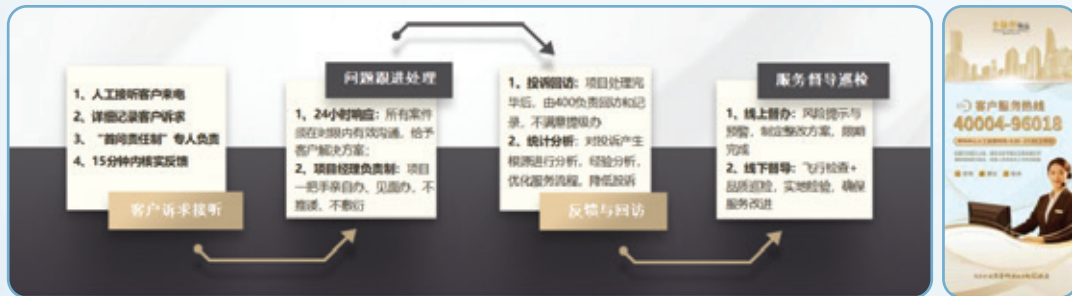 1、人工接听客户来电
2、详细记录客户诉求
3、“首问责任制”专人负责
4、15分钟内核实反馈
客户诉求接听
问题跟进处理
1、24小时响应：所有案件
须在时限内有效沟通，给予
客户解决方案；
2、项目经理负责制：项目
一把手亲自办、见面办，不
推诿、不敷衍
1、投诉回访：项目处理完
毕后，由400负责回访和记
录，不满意提级办
2、统计分析：对投诉产生
根源进行分析，经验分析，
优化服务流程，降低投诉
反馈与回访
服务督导巡检
1、线上督办：风险提示与
预警，制定整改方案，限期
完成
2、线下督导：飞行检查+
品质巡检，实地检验，确保
服务改进
客户服务热线
40004-96018